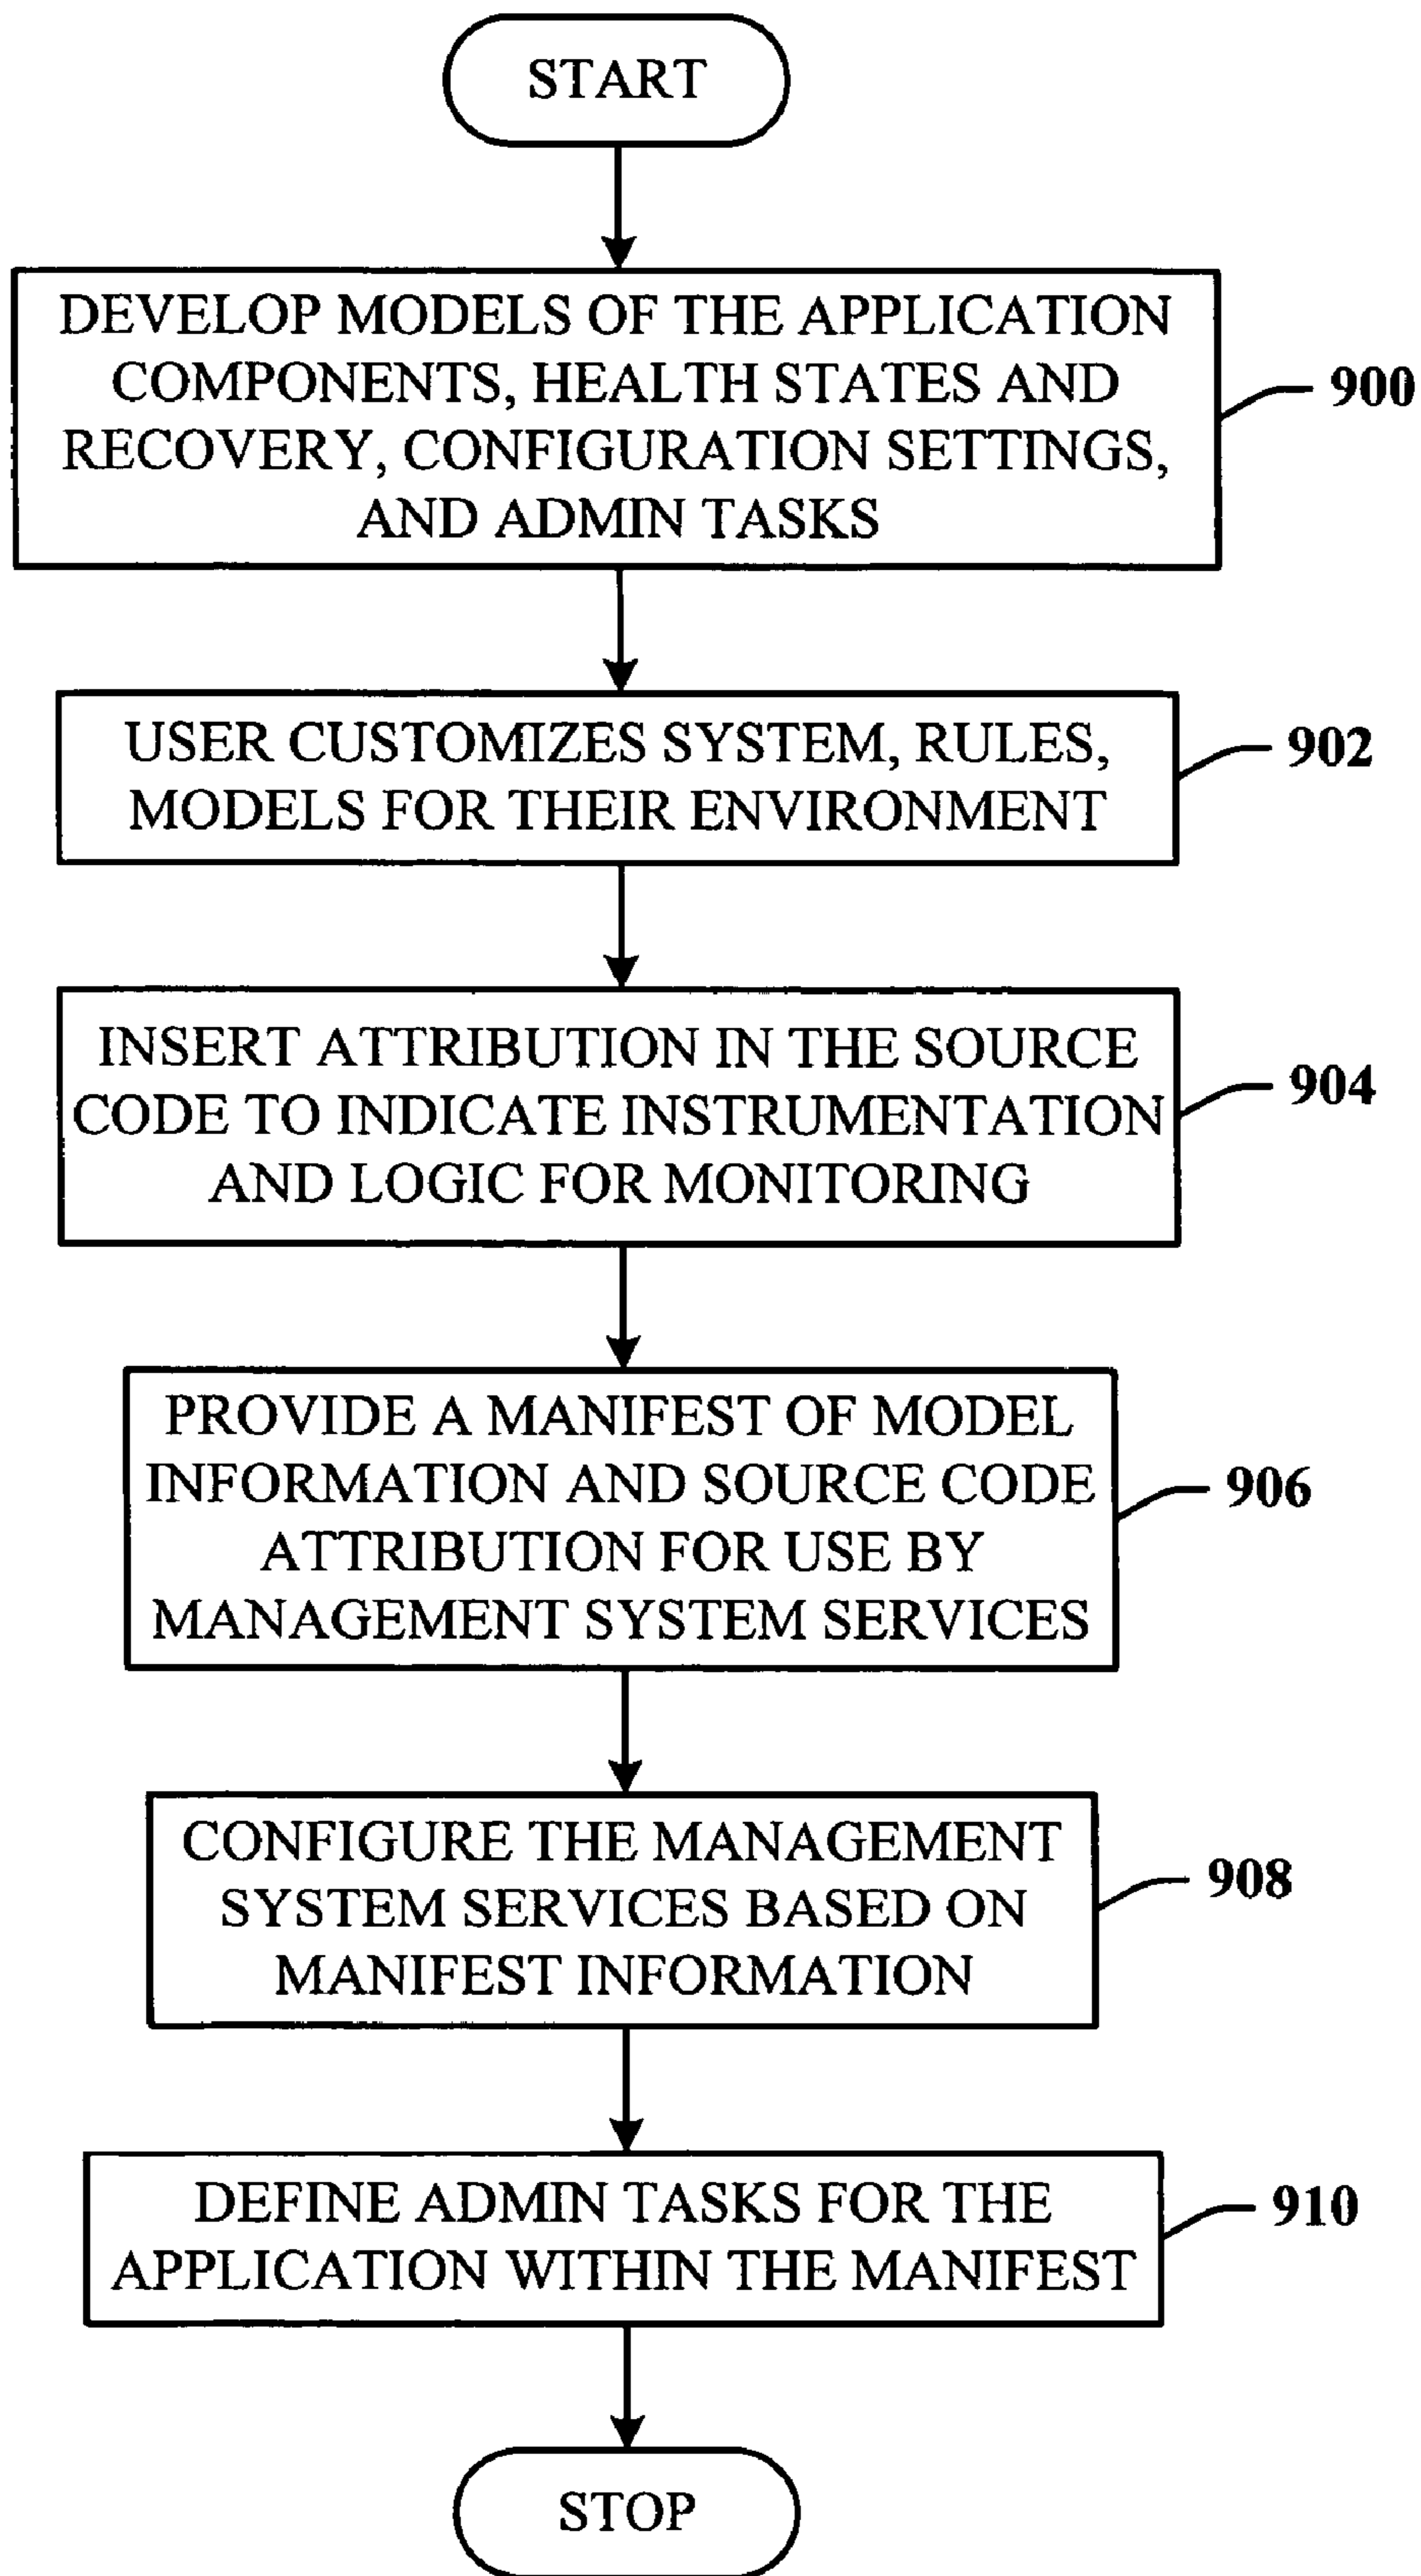 START
DEVELOP MODELS OF THE APPLICATION
COMPONENTS, HEALTH STATES AND
RECOVERY, CONFIGURATION SETTINGS,
AND ADMIN TASKS
900
USER CUSTOMIZES SYSTEM, RULES,
MODELS FOR THEIR ENVIRONMENT
902
INSERT ATTRIBUTION IN THE SOURCE
CODE TO INDICATE INSTRUMENTATION
AND LOGIC FOR MONITORING
904
PROVIDE A MANIFEST OF MODEL
INFORMATION AND SOURCE CODE
ATTRIBUTION FOR USE BY
MANAGEMENT SYSTEM SERVICES
906
CONFIGURE THE MANAGEMENT
SYSTEM SERVICES BASED ON
MANIFEST INFORMATION
908
DEFINE ADMIN TASKS FOR THE
APPLICATION WITHIN THE MANIFEST
910
STOP